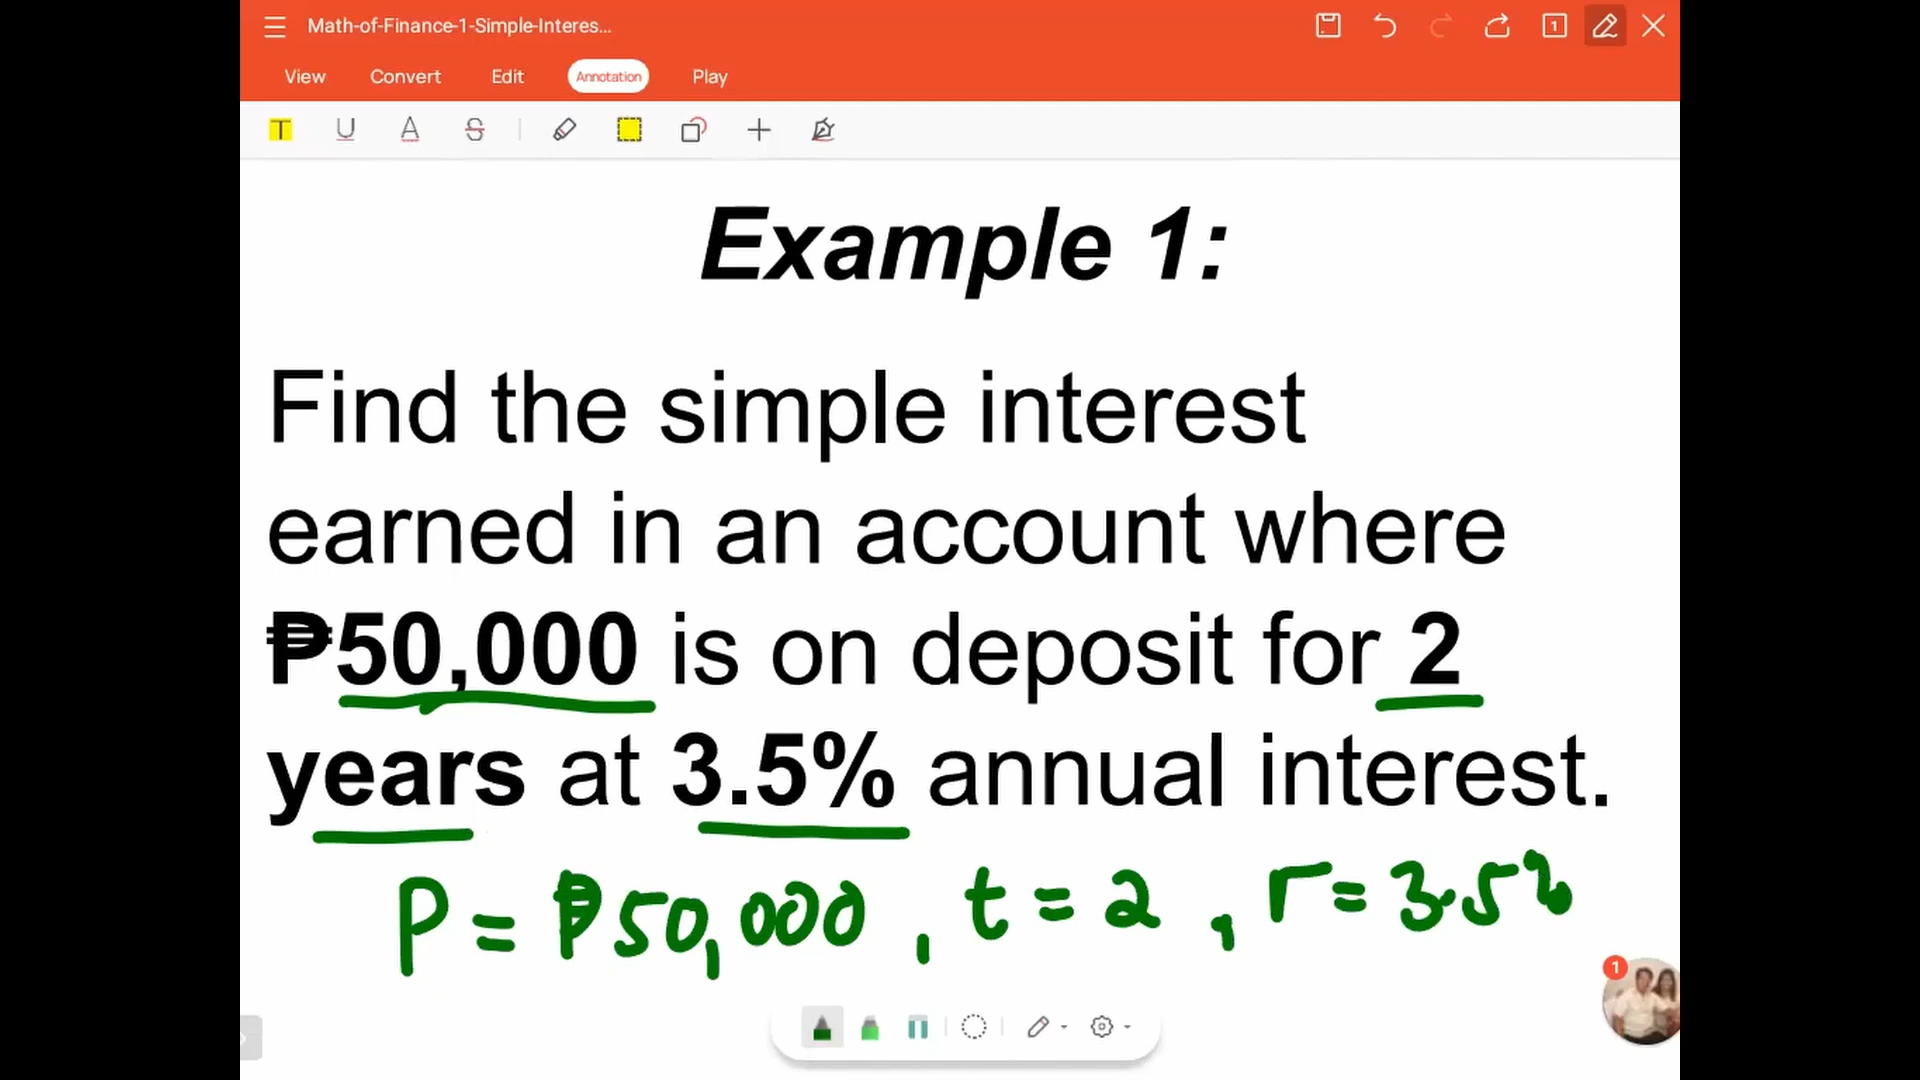 Math-of-Finance-1-Simple-Interes...
1
View Convert Edit Annotation Play
T U A S
Example 1:
Find the simple interest
earned in an account where
₱50,000 is on deposit for 2
years at 3.5% annual interest.
P = ₱50,000 , t = 2 , r = 3.5%
1